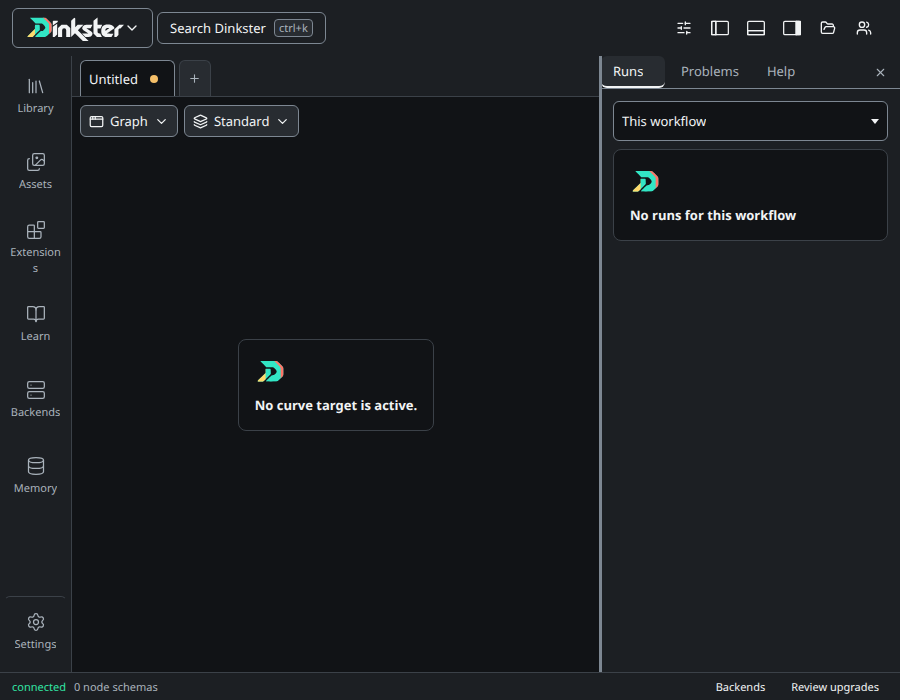 Dinkster
Search Dinkster ctrl+k
Library
Assets
Extension
s
Learn
Backends
Memory
Settings
Untitled
+
Graph
Standard
No curve target is active.
Runs
Problems
Help
This workflow
No runs for this workflow
connected
0 node schemas
Backends
Review upgrades